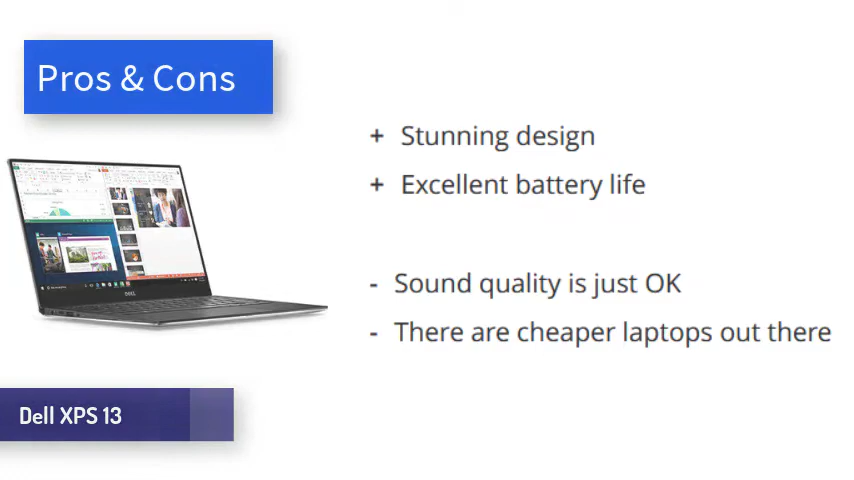 Pros & Cons
+ Stunning design
+ Excellent battery life
- Sound quality is just OK
- There are cheaper laptops out there
DELL
Dell XPS 13